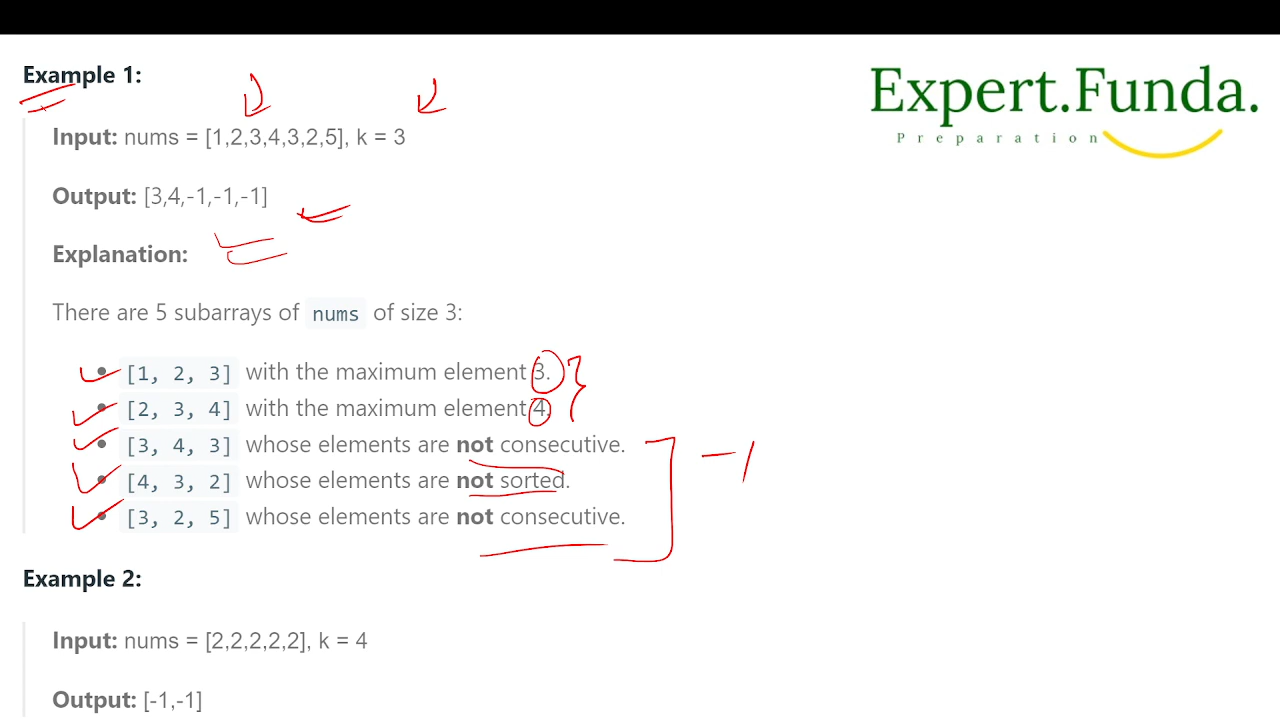 Example 1:
Expert.Funda.
Preparation
Input: nums = [1,2,3,4,3,2,5], k = 3
Output: [3,4,-1,-1,-1]
Explanation:
There are 5 subarrays of nums of size 3:
• [1, 2, 3] with the maximum element 3.
• [2, 3, 4] with the maximum element 4.
• [3, 4, 3] whose elements are not consecutive.
-1
• [4, 3, 2] whose elements are not sorted.
• [3, 2, 5] whose elements are not consecutive.
Example 2:
Input: nums = [2,2,2,2,2], k = 4
Output: [-1,-1]